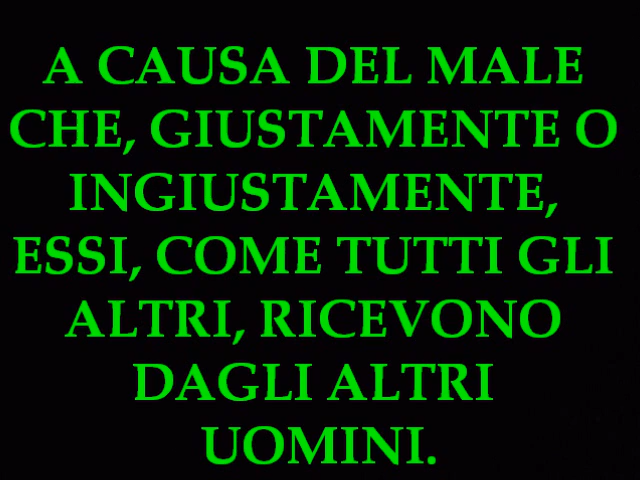 A CAUSA DEL MALE
CHE, GIUSTAMENTE O
INGIUSTAMENTE,
ESSI, COME TUTTI GLI
ALTRI, RICEVONO
DAGLI ALTRI
UOMINI.